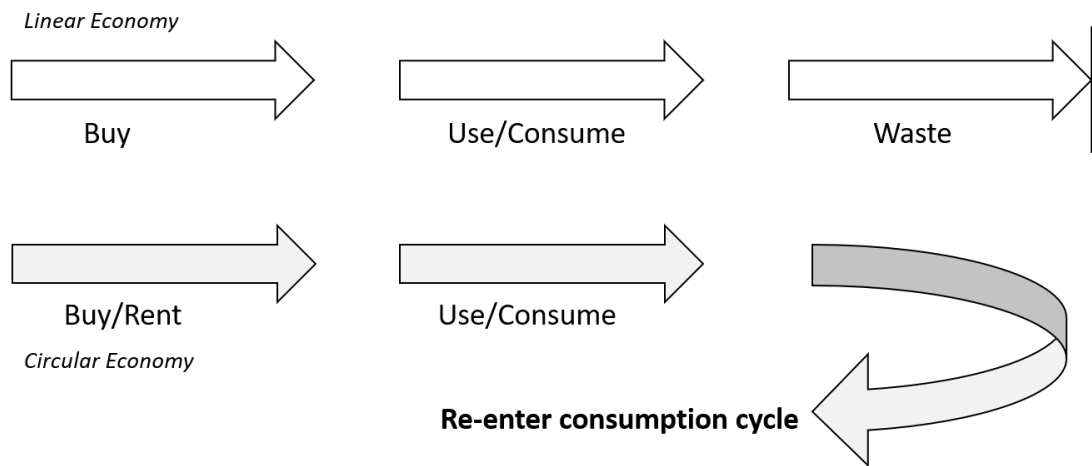 Linear Economy
Buy
Use/Consume
Waste
Buy/Rent
Use/Consume
Circular Economy
Re-enter consumption cycle